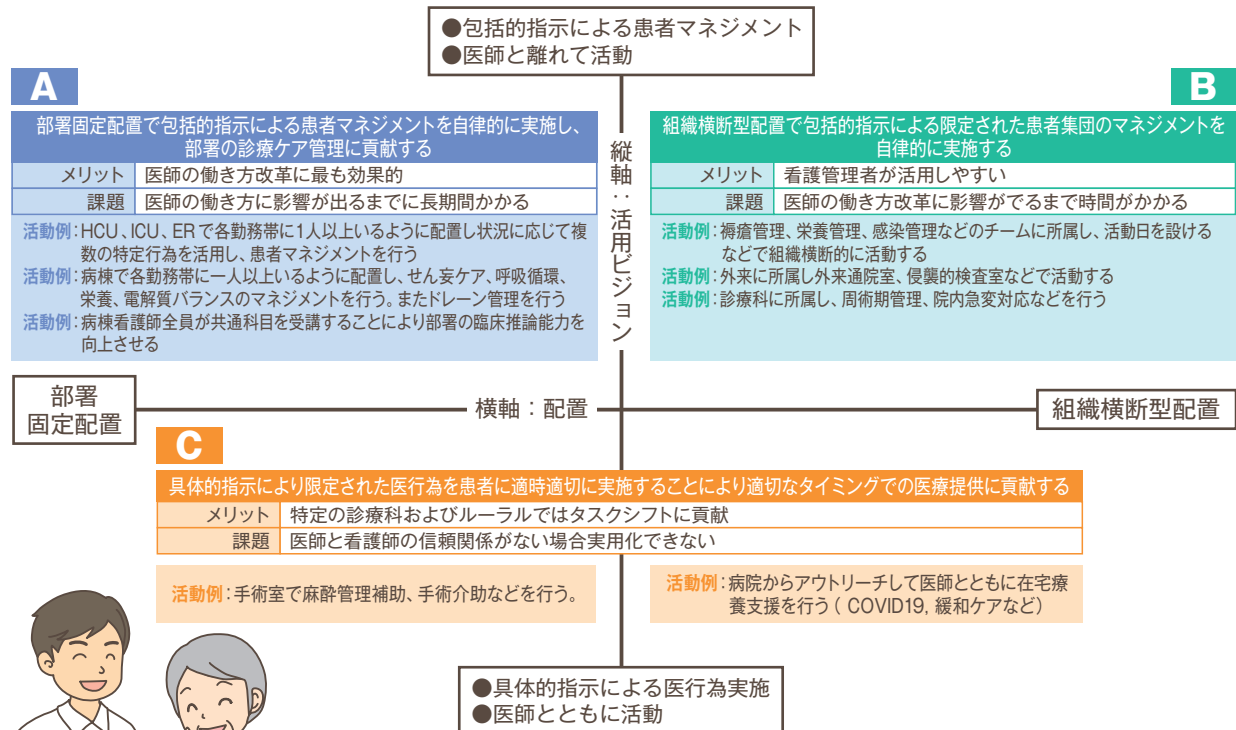 ●包括的指示による患者マネジメント
●医師と離れて活動
A
部署固定配置で包括的指示による患者マネジメントを自律的に実施し、
部署の診療ケア管理に貢献する
メリット 医師の働き方改革に最も効果的
課題 医師の働き方に影響が出るまでに長期間かかる
活動例：HCU、ICU、ERで各勤務帯に1人以上いるように配置し状況に応じて複
数の特定行為を活用し、患者マネジメントを行う
活動例：病棟で各勤務帯に一人以上いるように配置し、せん妄ケア、呼吸循環、
栄養、電解質バランスのマネジメントを行う。またドレーン管理を行う
活動例：病棟看護師全員が共通科目を受講することにより部署の臨床推論能力を
向上させる
縦軸：活用ビジョン
B
組織横断型配置で包括的指示による限定された患者集団のマネジメントを
自律的に実施する
メリット 看護管理者が活用しやすい
課題 医師の働き方改革に影響がでるまで時間がかかる
活動例：褥瘡管理、栄養管理、感染管理などのチームに所属し、活動日を設ける
などで組織横断的に活動する
活動例：外来に所属し外来通院室、侵襲的検査室などで活動する
活動例：診療科に所属し、周術期管理、院内急変対応などを行う
部署
固定配置
横軸：配置
組織横断型配置
C
具体的指示により限定された医行為を患者に適時適切に実施することにより適切なタイミングでの医療提供に貢献する
メリット 特定の診療科およびルーラルではタスクシフトに貢献
課題 医師と看護師の信頼関係がない場合実用化できない
活動例：手術室で麻酔管理補助、手術介助などを行う。
活動例：病院からアウトリーチして医師とともに在宅療
養支援を行う（ COVID19, 緩和ケアなど）
●具体的指示による医行為実施
●医師とともに活動